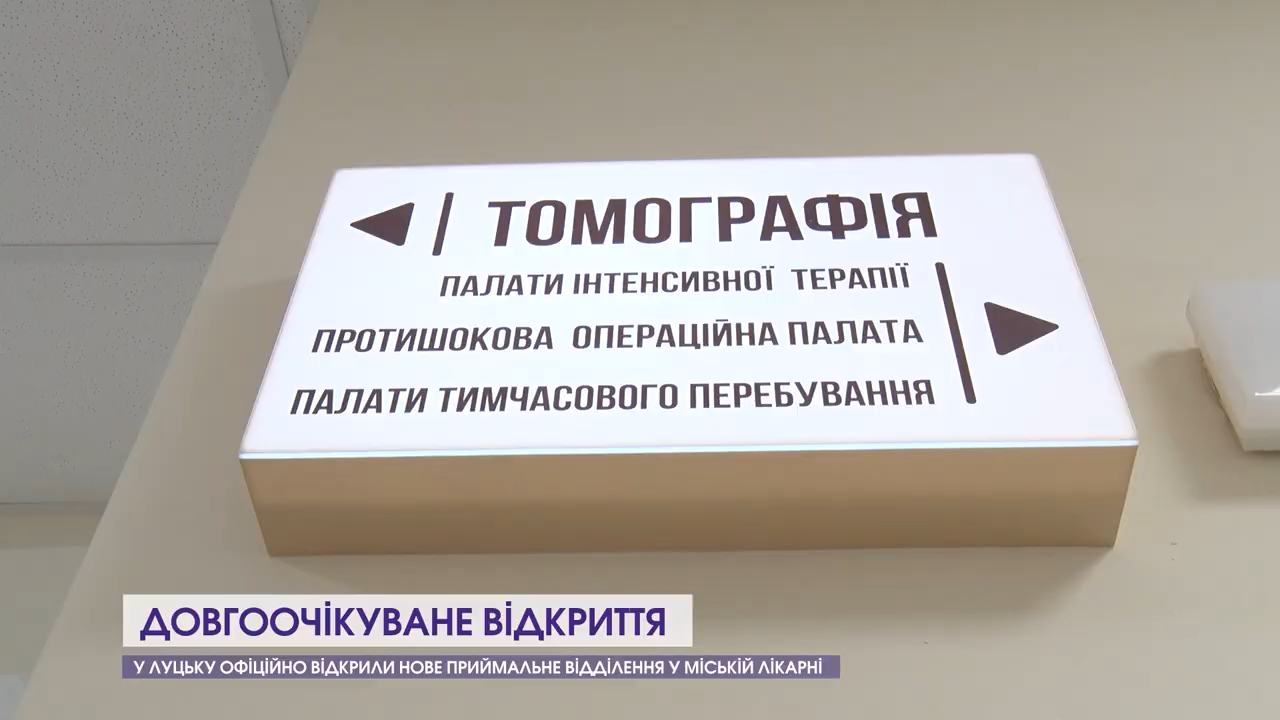 ТОМОГРАФІЯ
ПАЛАТИ ІНТЕНСИВНОЇ ТЕРАПІЇ
ПРОТИШОКОВА ОПЕРАЦІЙНА ПАЛАТА
ПАЛАТИ ТИМЧАСОВОГО ПЕРЕБУВАННЯ
ДОВГООЧІКУВАНЕ ВІДКРИТТЯ
У ЛУЦЬКУ ОФІЦІЙНО ВІДКРИЛИ НОВЕ ПРИЙМАЛЬНЕ ВІДДІЛЕННЯ У МІСЬКІЙ ЛІКАРНІ